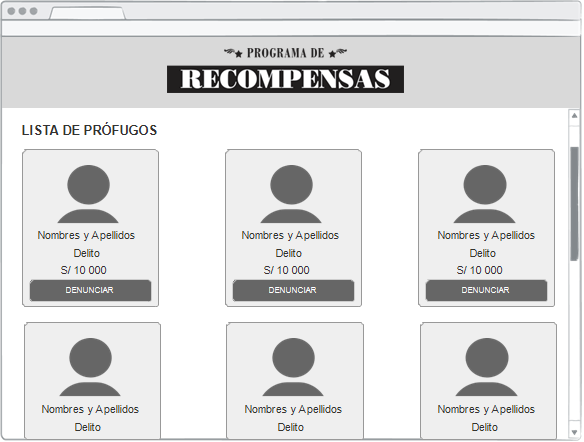 PROGRAMA DE
RECOMPENSAS
LISTA DE PRÓFUGOS
Nombres y Apellidos
Delito
S/ 10 000
DENUNCIAR
Nombres y Apellidos
Delito
S/ 10 000
DENUNCIAR
Nombres y Apellidos
Delito
S/ 10 000
DENUNCIAR
Nombres y Apellidos
Delito
Nombres y Apellidos
Delito
Nombres y Apellidos
Delito